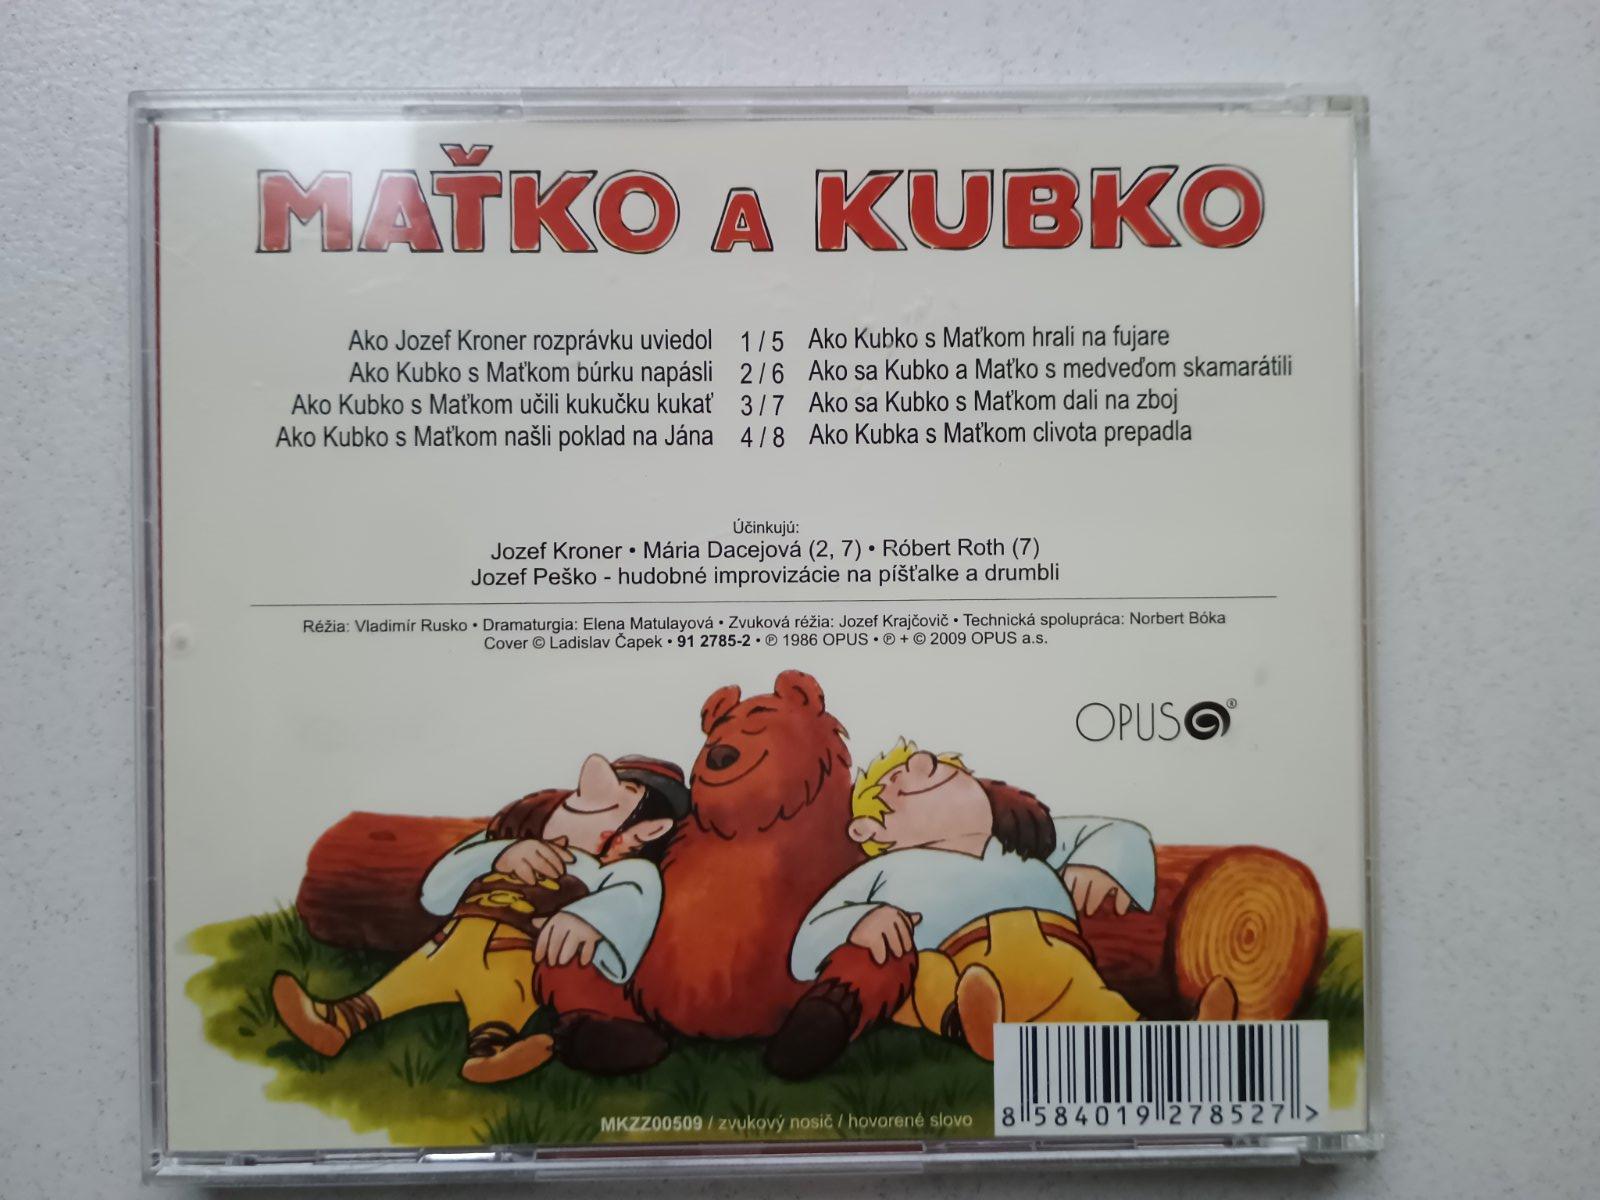 MAŤKO A KUBKO
Ako Jozef Kroner rozprávku uviedol 1 / 5 Ako Kubko s Maťkom hrali na fujare
Ako Kubko s Maťkom búrku napásli 2 / 6 Ako sa Kubko a Maťko s medveďom skamarátili
Ako Kubko s Maťkom učili kukučku kukať 3 / 7 Ako sa Kubko s Maťkom dali na zboj
Ako Kubko s Maťkom našli poklad na Jána 4 / 8 Ako Kubka s Maťkom clivota prepadla
Účinkujú:
Jozef Kroner • Mária Dacejová (2, 7) • Róbert Roth (7)
Jozef Peško - hudobné improvizácie na píšťalke a drumbli
Réžia: Vladimír Rusko • Dramaturgia: Elena Matulayová • Zvuková réžia: Jozef Krajčovič • Technická spolupráca: Norbert Bóka
Cover © Ladislav Čapek • 91 2785-2 • ℗ 1986 OPUS • ℗ + © 2009 OPUS a.s.
OPUS ®
MKZZ00509 / zvukový nosič / hovorené slovo
8 584019 278527 >